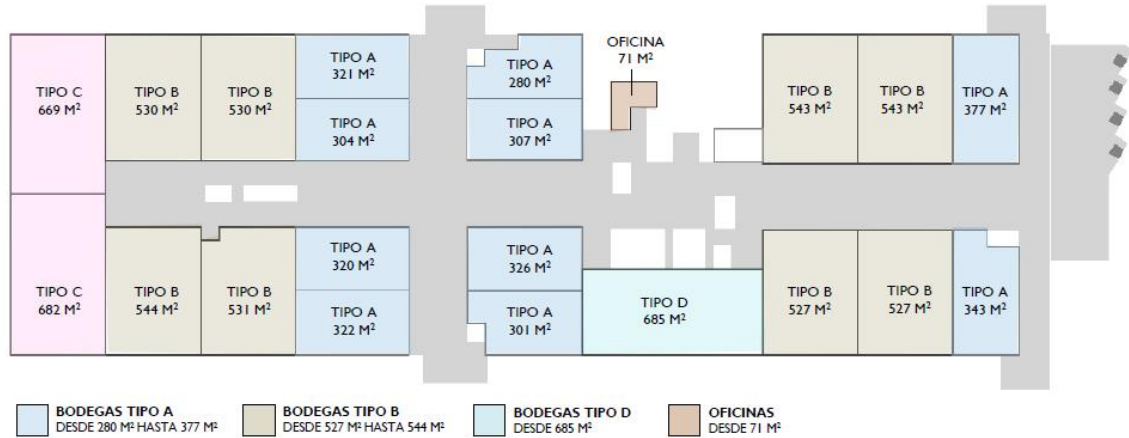 OFICINA
71 M²
TIPO C
669 M²
TIPO B
530 M²
TIPO B
530 M²
TIPO A
321 M²
TIPO A
304 M²
TIPO A
280 M²
TIPO A
307 M²
TIPO B
543 M²
TIPO B
543 M²
TIPO A
377 M²
TIPO C
682 M²
TIPO B
544 M²
TIPO B
531 M²
TIPO A
320 M²
TIPO A
322 M²
TIPO A
326 M²
TIPO A
301 M²
TIPO D
685 M²
TIPO B
527 M²
TIPO B
527 M²
TIPO A
343 M²
BODEGAS TIPO A
DESDE 280 M² HASTA 377 M²
BODEGAS TIPO B
DESDE 527 M² HASTA 544 M²
BODEGAS TIPO D
DESDE 685 M²
OFICINAS
DESDE 71 M²